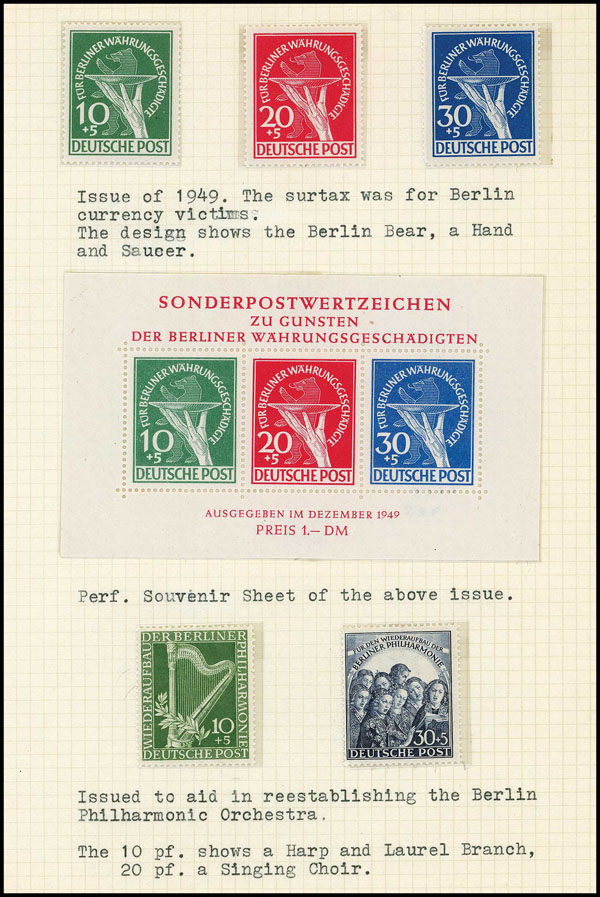 FÜR BERLINER WÄHRUNGSGESCHÄDIGTE
10
+5
DEUTSCHE POST
FÜR BERLINER WÄHRUNGSGESCHÄDIGTE
20
+5
DEUTSCHE POST
FÜR BERLINER WÄHRUNGSGESCHÄDIGTE
30
+5
DEUTSCHE POST
Issue of 1949. The surtax was for Berlin
currency victims.
The design shows the Berlin Bear, a Hand
and Saucer.
SONDERPOSTWERTZEICHEN
ZU GUNSTEN
DER BERLINER WÄHRUNGSGESCHÄDIGTEN
FÜR BERLINER WÄHRUNGSGESCHÄDIGTE
10
+5
DEUTSCHE POST
FÜR BERLINER WÄHRUNGSGESCHÄDIGTE
20
+5
DEUTSCHE POST
FÜR BERLINER WÄHRUNGSGESCHÄDIGTE
30
+5
DEUTSCHE POST
AUSGEGEBEN IM DEZEMBER 1949
PREIS 1.— DM
Perf. Souvenir Sheet of the above issue.
WIEDERAUFBAU
DER BERLINER
PHILHARMONIE
10
+5
DEUTSCHE POST
FÜR DEN WIEDERAUFBAU DER
BERLINER PHILHARMONIE
30+5
DEUTSCHE POST
Issued to aid in reestablishing the Berlin
Philharmonic Orchestra.
The 10 pf. shows a Harp and Laurel Branch,
20 pf. a Singing Choir.